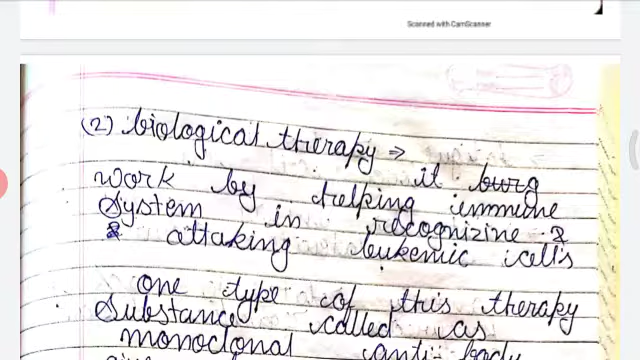 Scanned with CamScanner
(2) biological therapy ⇒
it
work by helping immune
System in recognizine &
attaking leukemic cells
one type of this therapy
Substance called as
monoclonal anti-body